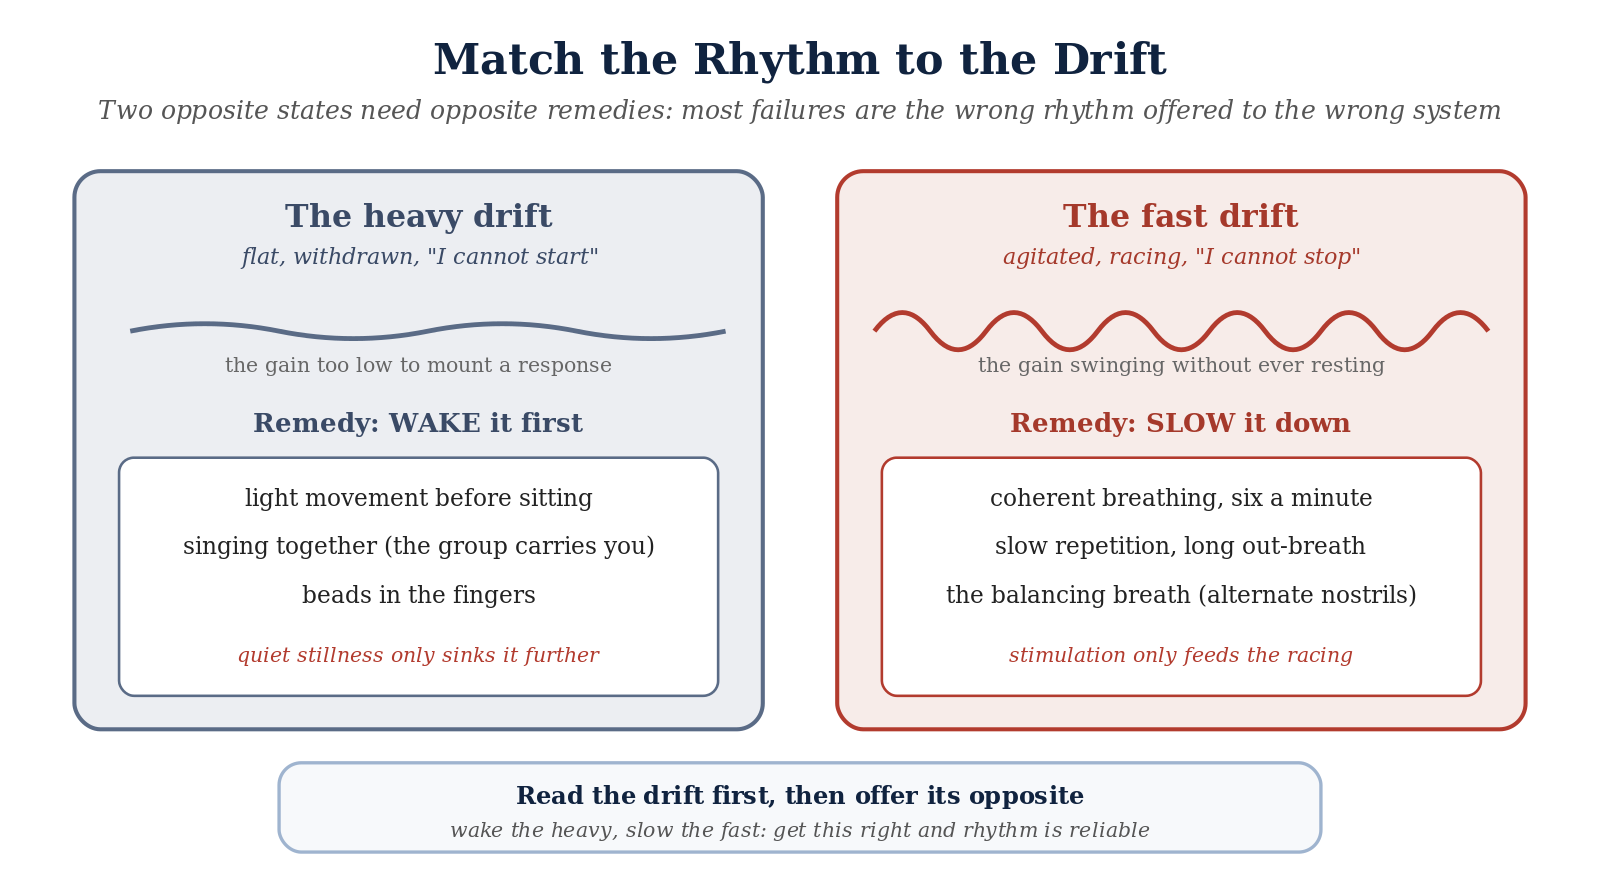 Match the Rhythm to the Drift
Two opposite states need opposite remedies: most failures are the wrong rhythm offered to the wrong system
The heavy drift
flat, withdrawn, "I cannot start"
the gain too low to mount a response
Remedy: WAKE it first
light movement before sitting
singing together (the group carries you)
beads in the fingers
quiet stillness only sinks it further
The fast drift
agitated, racing, "I cannot stop"
the gain swinging without ever resting
Remedy: SLOW it down
coherent breathing, six a minute
slow repetition, long out-breath
the balancing breath (alternate nostrils)
stimulation only feeds the racing
Read the drift first, then offer its opposite
wake the heavy, slow the fast: get this right and rhythm is reliable